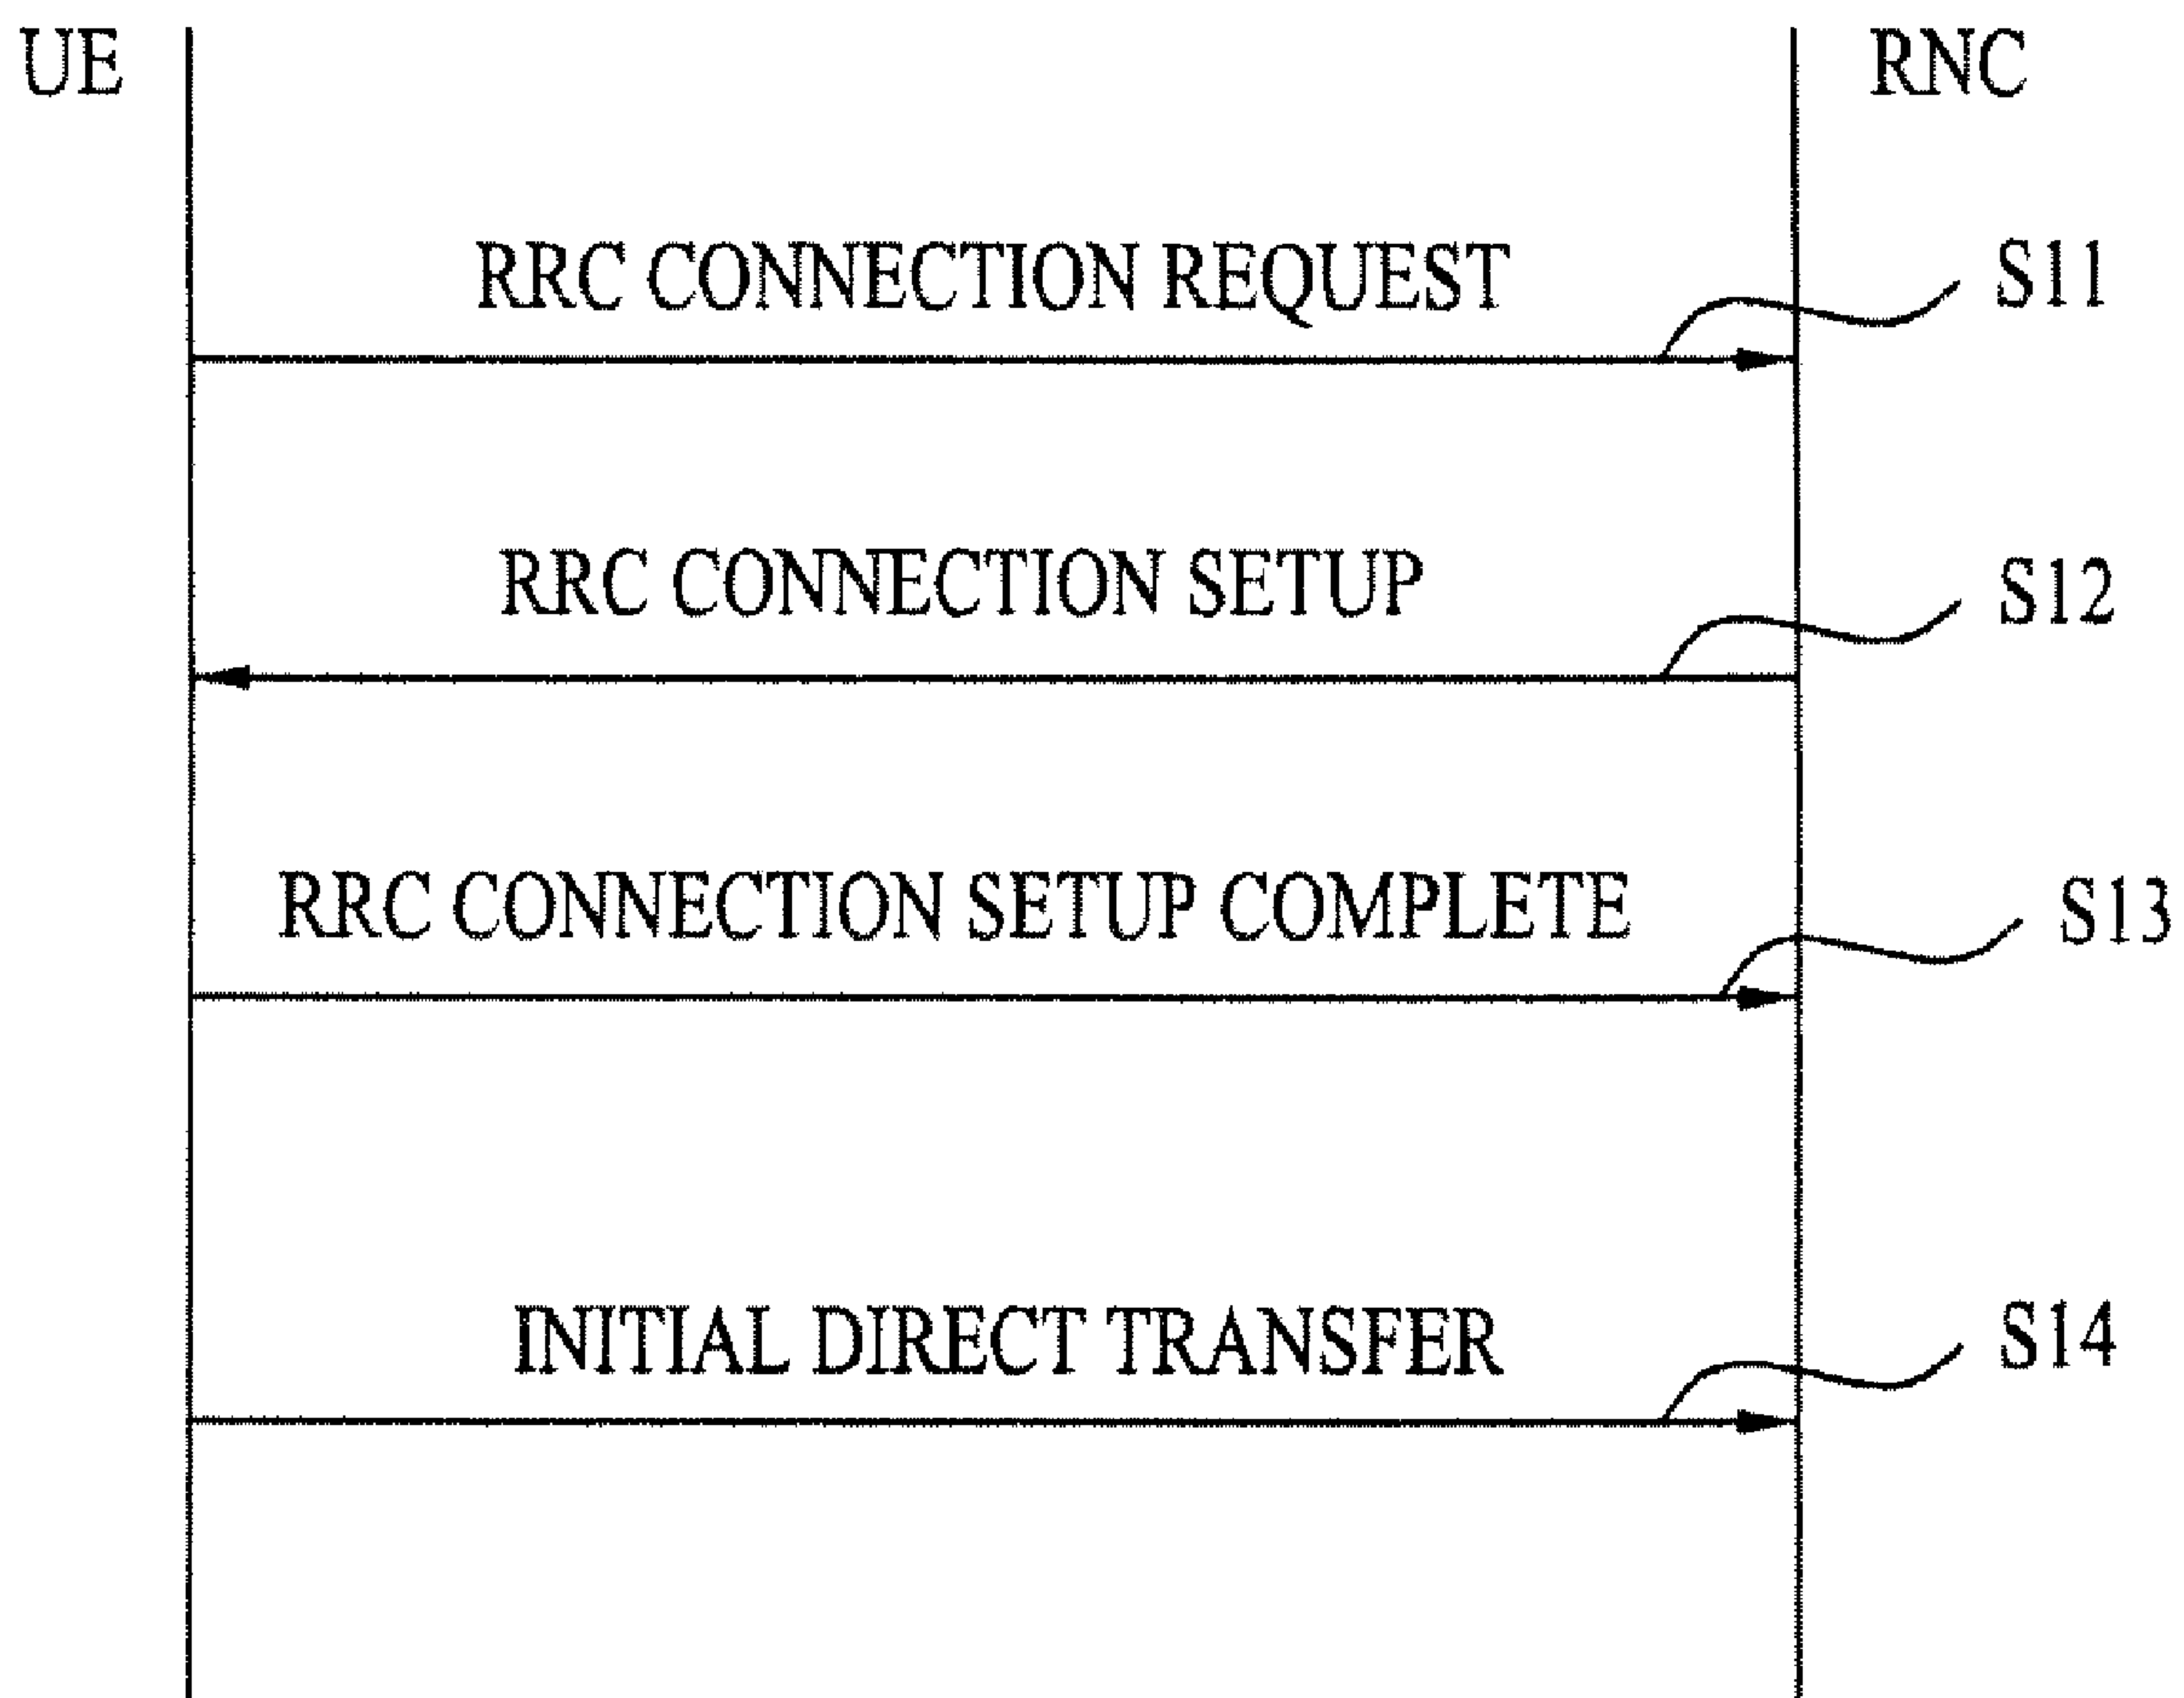 UE
RNC
RRC CONNECTION REQUEST
S11
RRC CONNECTION SETUP
S12
RRC CONNECTION SETUP COMPLETE
S13
INITIAL DIRECT TRANSFER
S14